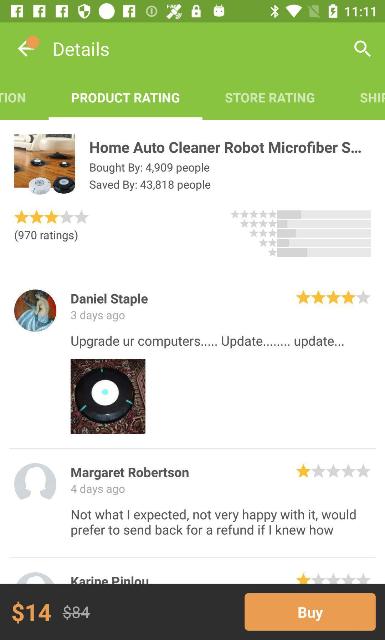 11:11
Details
TION
PRODUCT RATING
STORE RATING
SHI
Home Auto Cleaner Robot Microfiber S...
Bought By: 4,909 people
Saved By: 43,818 people
(970 ratings)
Daniel Staple
3 days ago
Upgrade ur computers..... Update........ update...
Margaret Robertson
4 days ago
Not what I expected, not very happy with it, would
prefer to send back for a refund if I knew how
Karine Pinlou
$14 $84
Buy